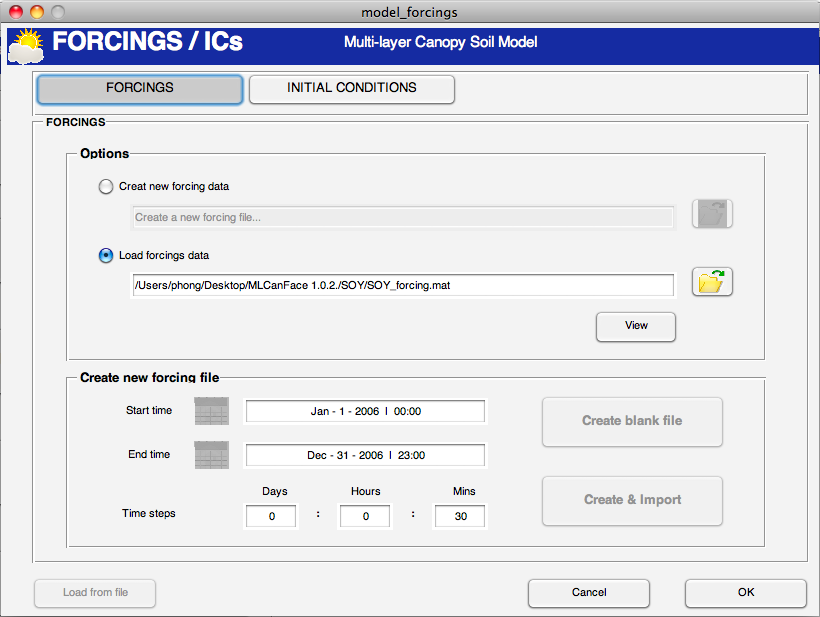 model_forcings
FORCINGS / ICs
Multi-layer Canopy Soil Model
FORCINGS
INITIAL CONDITIONS
FORCINGS
Options
Creat new forcing data
Create a new forcing file...
Load forcings data
/Users/phong/Desktop/MLCanFace 1.0.2./SOY/SOY_forcing.mat
View
Create new forcing file
Start time
Jan - 1 - 2006 | 00:00
Create blank file
End time
Dec - 31 - 2006 | 23:00
Days Hours Mins
Time steps
0 : 0 : 30
Create & Import
Load from file
Cancel
OK